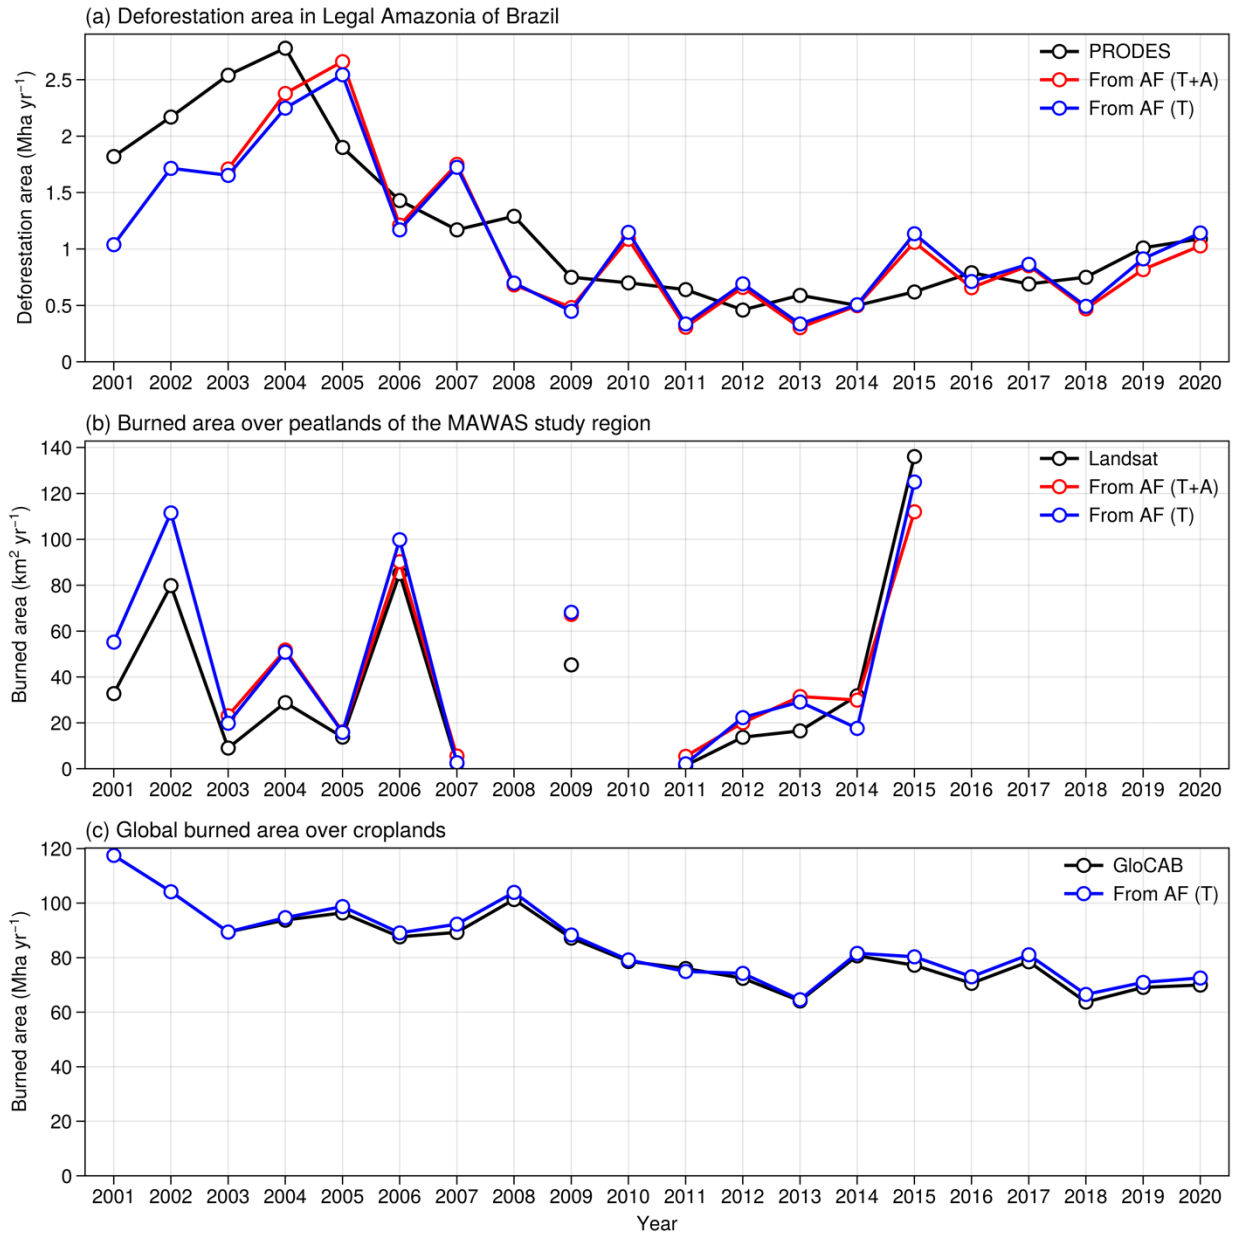 (a) Deforestation area in Legal Amazonia of Brazil
Deforestation area (Mha yr⁻¹)
2.5
2
1.5
1
0.5
0
PRODES
From AF (T+A)
From AF (T)
2001 2002 2003 2004 2005 2006 2007 2008 2009 2010 2011 2012 2013 2014 2015 2016 2017 2018 2019 2020
(b) Burned area over peatlands of the MAWAS study region
Burned area (km² yr⁻¹)
140
120
100
80
60
40
20
0
Landsat
From AF (T+A)
From AF (T)
2001 2002 2003 2004 2005 2006 2007 2008 2009 2010 2011 2012 2013 2014 2015 2016 2017 2018 2019 2020
(c) Global burned area over croplands
Burned area (Mha yr⁻¹)
120
100
80
60
40
20
0
GloCAB
From AF (T)
2001 2002 2003 2004 2005 2006 2007 2008 2009 2010 2011 2012 2013 2014 2015 2016 2017 2018 2019 2020
Year